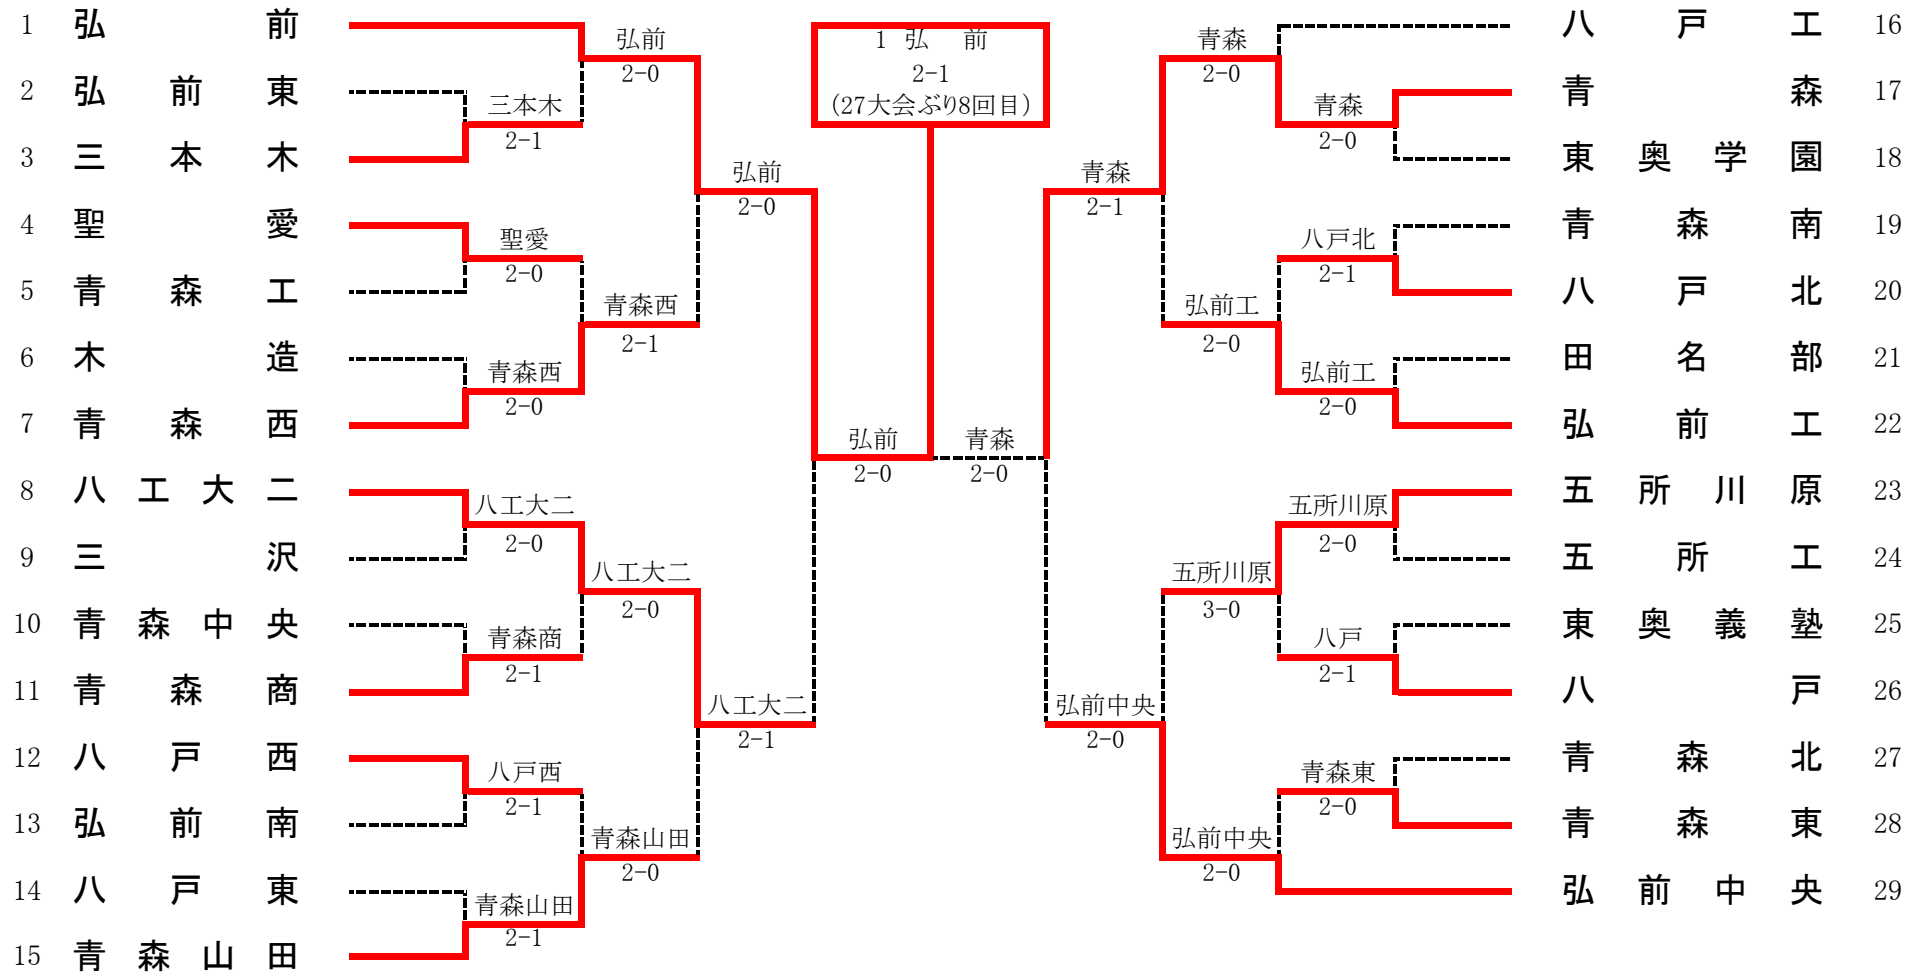 1 弘前
2 弘前東
3 三本木
4 聖愛
5 青森工
6 木造
7 青森西
8 八工大二
9 三沢
10 青森中央
11 青森商
12 八戸西
13 弘前南
14 八戸東
15 青森山田
三本木
2-1
聖愛
2-0
青森西
2-0
八工大二
2-0
青森商
2-1
八戸西
2-1
青森山田
2-1
弘前
2-0
青森西
2-1
八工大二
2-0
青森山田
2-0
弘前
2-0
八工大二
2-1
弘前
2-0
1 弘 前
2-1
(27大会ぶり8回目)
青森
2-0
青森
2-1
弘前中央
2-0
青森
2-0
弘前工
2-0
五所川原
3-0
弘前中央
2-0
青森
2-0
八戸北
2-1
弘前工
2-0
五所川原
2-0
八戸
2-1
青森東
2-0
八戸工 16
青森 17
東奥学園 18
青森南 19
八戸北 20
田名部 21
弘前工 22
五所川原 23
五所工 24
東奥義塾 25
八戸 26
青森北 27
青森東 28
弘前中央 29